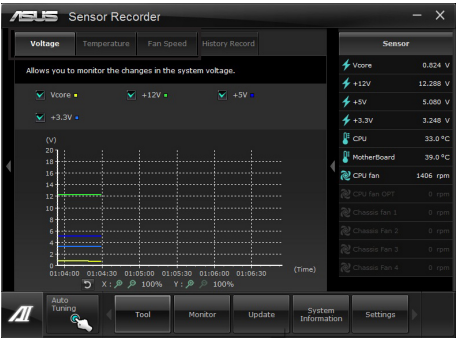 ASUS Sensor Recorder
Voltage Temperature Fan Speed History Record
Allows you to monitor the changes in the system voltage.
Vcore +12V +5V
+3.3V
(V)
20
18
16
14
12
10
8
6
4
2
0
01:04:00 01:04:30 01:05:00 01:05:30 01:06:00 01:06:30 (Time)
X : 100% Y : 100%
Sensor
Vcore 0.824 V
+12V 12.288 V
+5V 5.080 V
+3.3V 3.248 V
CPU 33.0 °C
MotherBoard 39.0 °C
CPU fan 1406 rpm
CPU fan OPT 0 rpm
Chassis fan 1 0 rpm
Chassis Fan 2 0 rpm
Chassis Fan 3 0 rpm
Chassis Fan 4 0 rpm
Auto
Tuning
Tool Monitor Update System
Information Settings